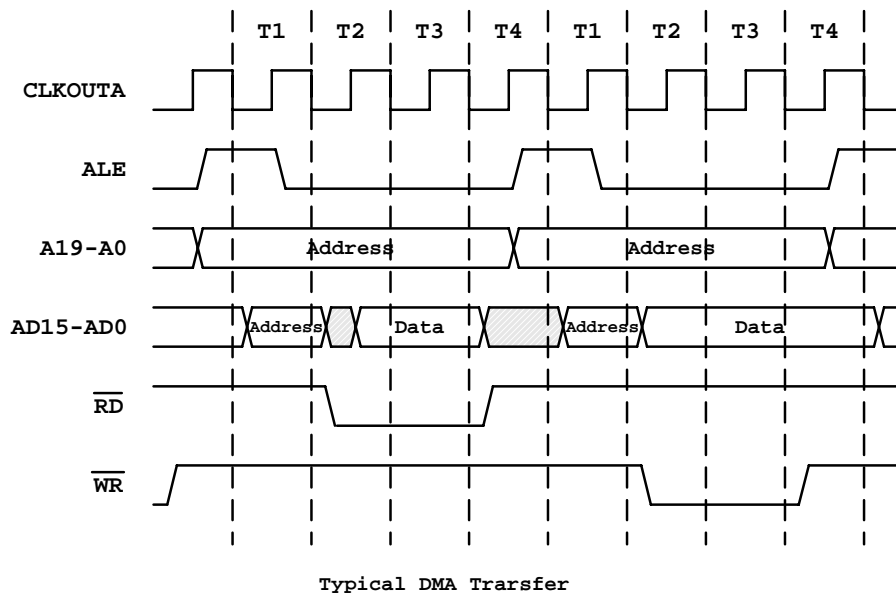 T1 T2 T3 T4 T1 T2 T3 T4
CLKOUTA
ALE
A19-A0 Address Address
AD15-AD0 Address Data Address Data
RD
WR
Typical DMA Trarsfer